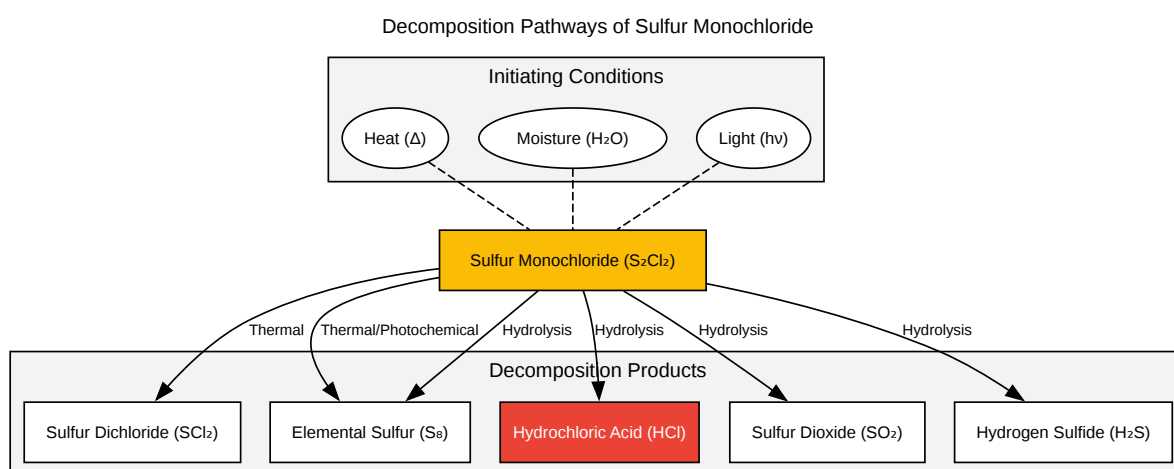 Decomposition Pathways of Sulfur Monochloride
Initiating Conditions
Heat (Δ)
Moisture (H₂O)
Light (hν)
Sulfur Monochloride (S₂Cl₂)
Thermal
Thermal/Photochemical
Hydrolysis
Hydrolysis
Hydrolysis
Hydrolysis
Decomposition Products
Sulfur Dichloride (SCl₂)
Elemental Sulfur (S₈)
Hydrochloric Acid (HCl)
Sulfur Dioxide (SO₂)
Hydrogen Sulfide (H₂S)